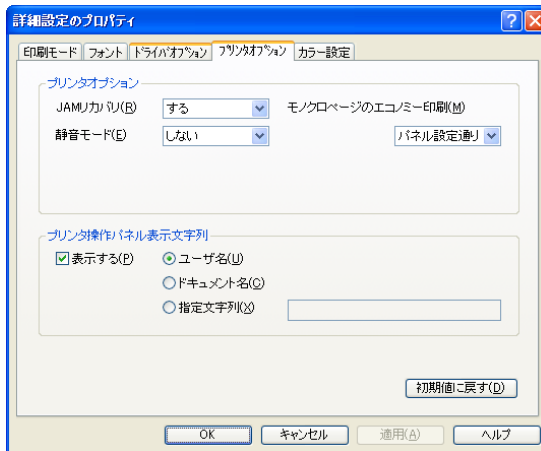 詳細設定のプロパティ
印刷モード フォント ドライバオプション プリンタオプション カラー設定
プリンタオプション
JAMリカバリ(R) する モノクロページのエコノミー印刷(M)
静音モード(E) しない パネル設定通り
プリンタ操作パネル表示文字列
表示する(P) ユーザ名(U)
ドキュメント名(C)
指定文字列(X)
初期値に戻す(D)
OK キャンセル 適用(A) ヘルプ